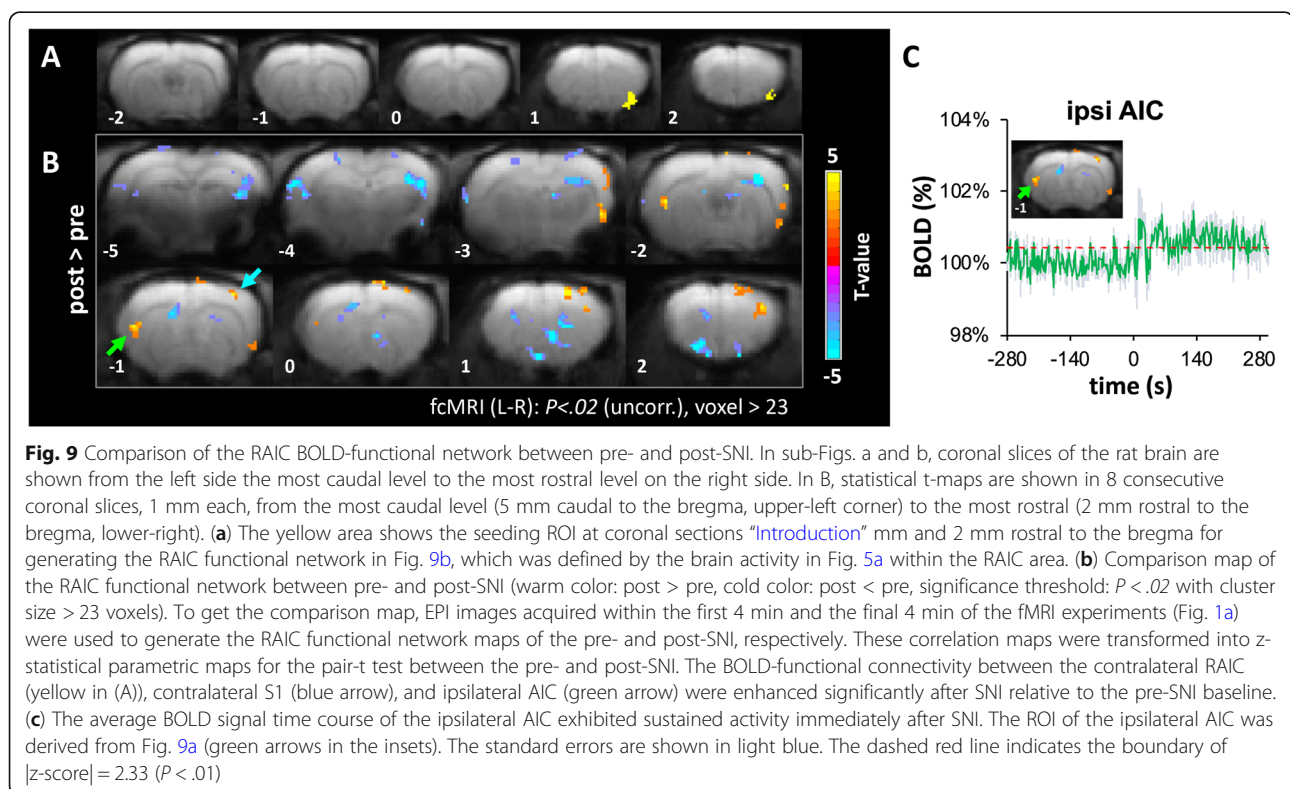 A
-2
-1
0
1
2
B
post > pre
-5
-4
-3
-2
-1
0
1
2
5
T-value
-5
fcMRI (L-R): P<.02 (uncorr.), voxel > 23
C
ipsi AIC
104%
102%
100%
98%
BOLD (%)
-1
-280
-140
0
140
280
time (s)
Fig. 9 Comparison of the RAIC BOLD-functional network between pre- and post-SNI. In sub-Figs. a and b, coronal slices of the rat brain are
shown from the left side the most caudal level to the most rostral level on the right side. In B, statistical t-maps are shown in 8 consecutive
coronal slices, 1 mm each, from the most caudal level (5 mm caudal to the bregma, upper-left corner) to the most rostral (2 mm rostral to the
bregma, lower-right). (a) The yellow area shows the seeding ROI at coronal sections “Introduction” mm and 2 mm rostral to the bregma for
generating the RAIC functional network in Fig. 9b, which was defined by the brain activity in Fig. 5a within the RAIC area. (b) Comparison map of
the RAIC functional network between pre- and post-SNI (warm color: post > pre, cold color: post < pre, significance threshold: P < .02 with cluster
size > 23 voxels). To get the comparison map, EPI images acquired within the first 4 min and the final 4 min of the fMRI experiments (Fig. 1a)
were used to generate the RAIC functional network maps of the pre- and post-SNI, respectively. These correlation maps were transformed into z-
statistical parametric maps for the pair-t test between the pre- and post-SNI. The BOLD-functional connectivity between the contralateral RAIC
(yellow in (A)), contralateral S1 (blue arrow), and ipsilateral AIC (green arrow) were enhanced significantly after SNI relative to the pre-SNI baseline.
(c) The average BOLD signal time course of the ipsilateral AIC exhibited sustained activity immediately after SNI. The ROI of the ipsilateral AIC was
derived from Fig. 9a (green arrows in the insets). The standard errors are shown in light blue. The dashed red line indicates the boundary of
|z-score| = 2.33 (P < .01)